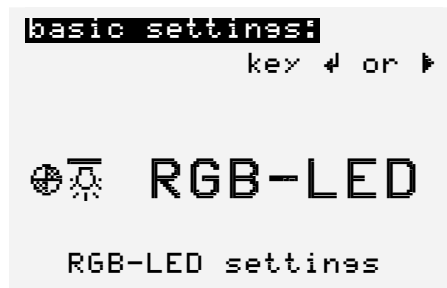 basic settings:
key ↲ or ▶
RGB-LED
RGB-LED settings